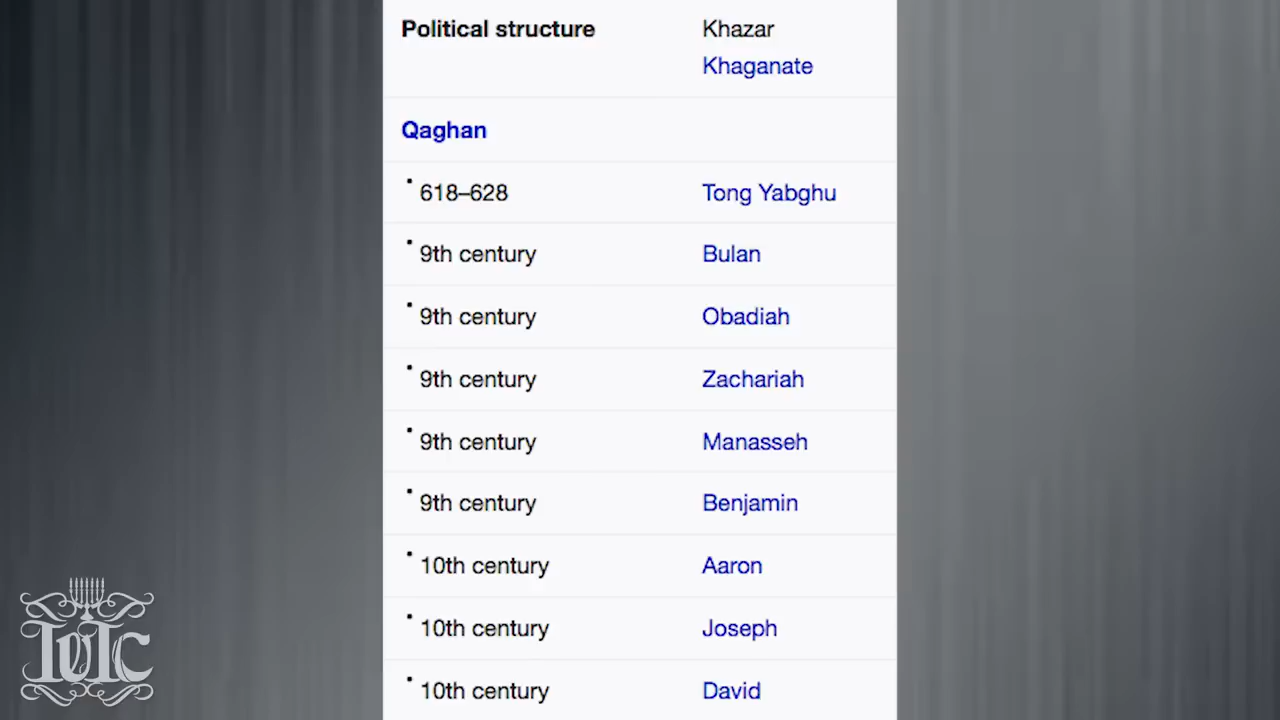 Political structure Khazar
Khaganate
Qaghan
• 618–628 Tong Yabghu
• 9th century Bulan
• 9th century Obadiah
• 9th century Zachariah
• 9th century Manasseh
• 9th century Benjamin
• 10th century Aaron
• 10th century Joseph
• 10th century David
IUIC